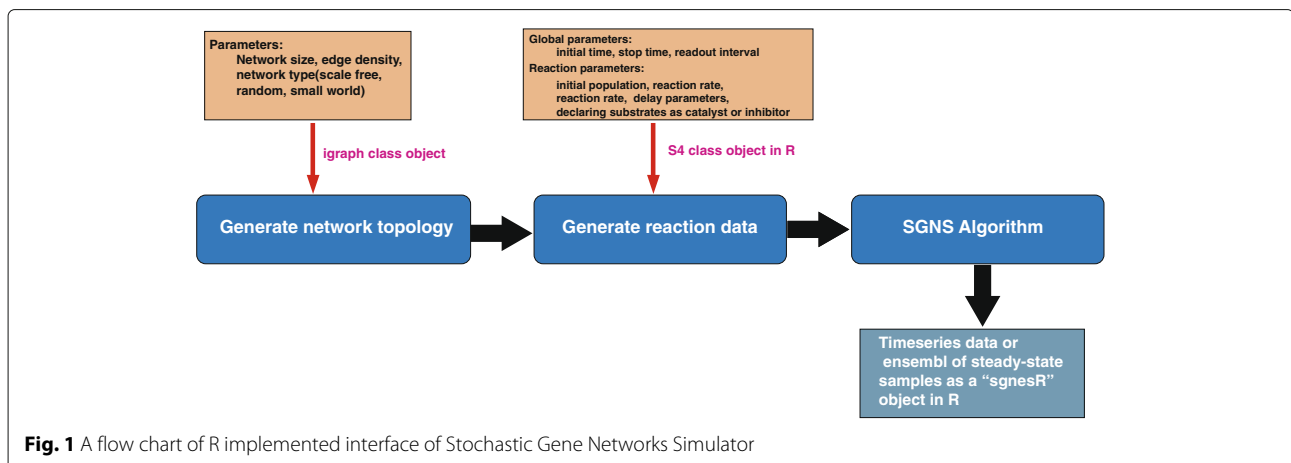 Parameters:
Network size, edge density,
network type(scale free,
random, small world)
Global parameters:
initial time, stop time, readout interval
Reaction parameters:
initial population, reaction rate,
reaction rate, delay parameters,
declaring substrates as catalyst or inhibitor
igraph class object
S4 class object in R
Generate network topology
Generate reaction data
SGNS Algorithm
Timeseries data or
ensembl of steady-state
samples as a “sgnesR”
object in R
Fig. 1 A flow chart of R implemented interface of Stochastic Gene Networks Simulator